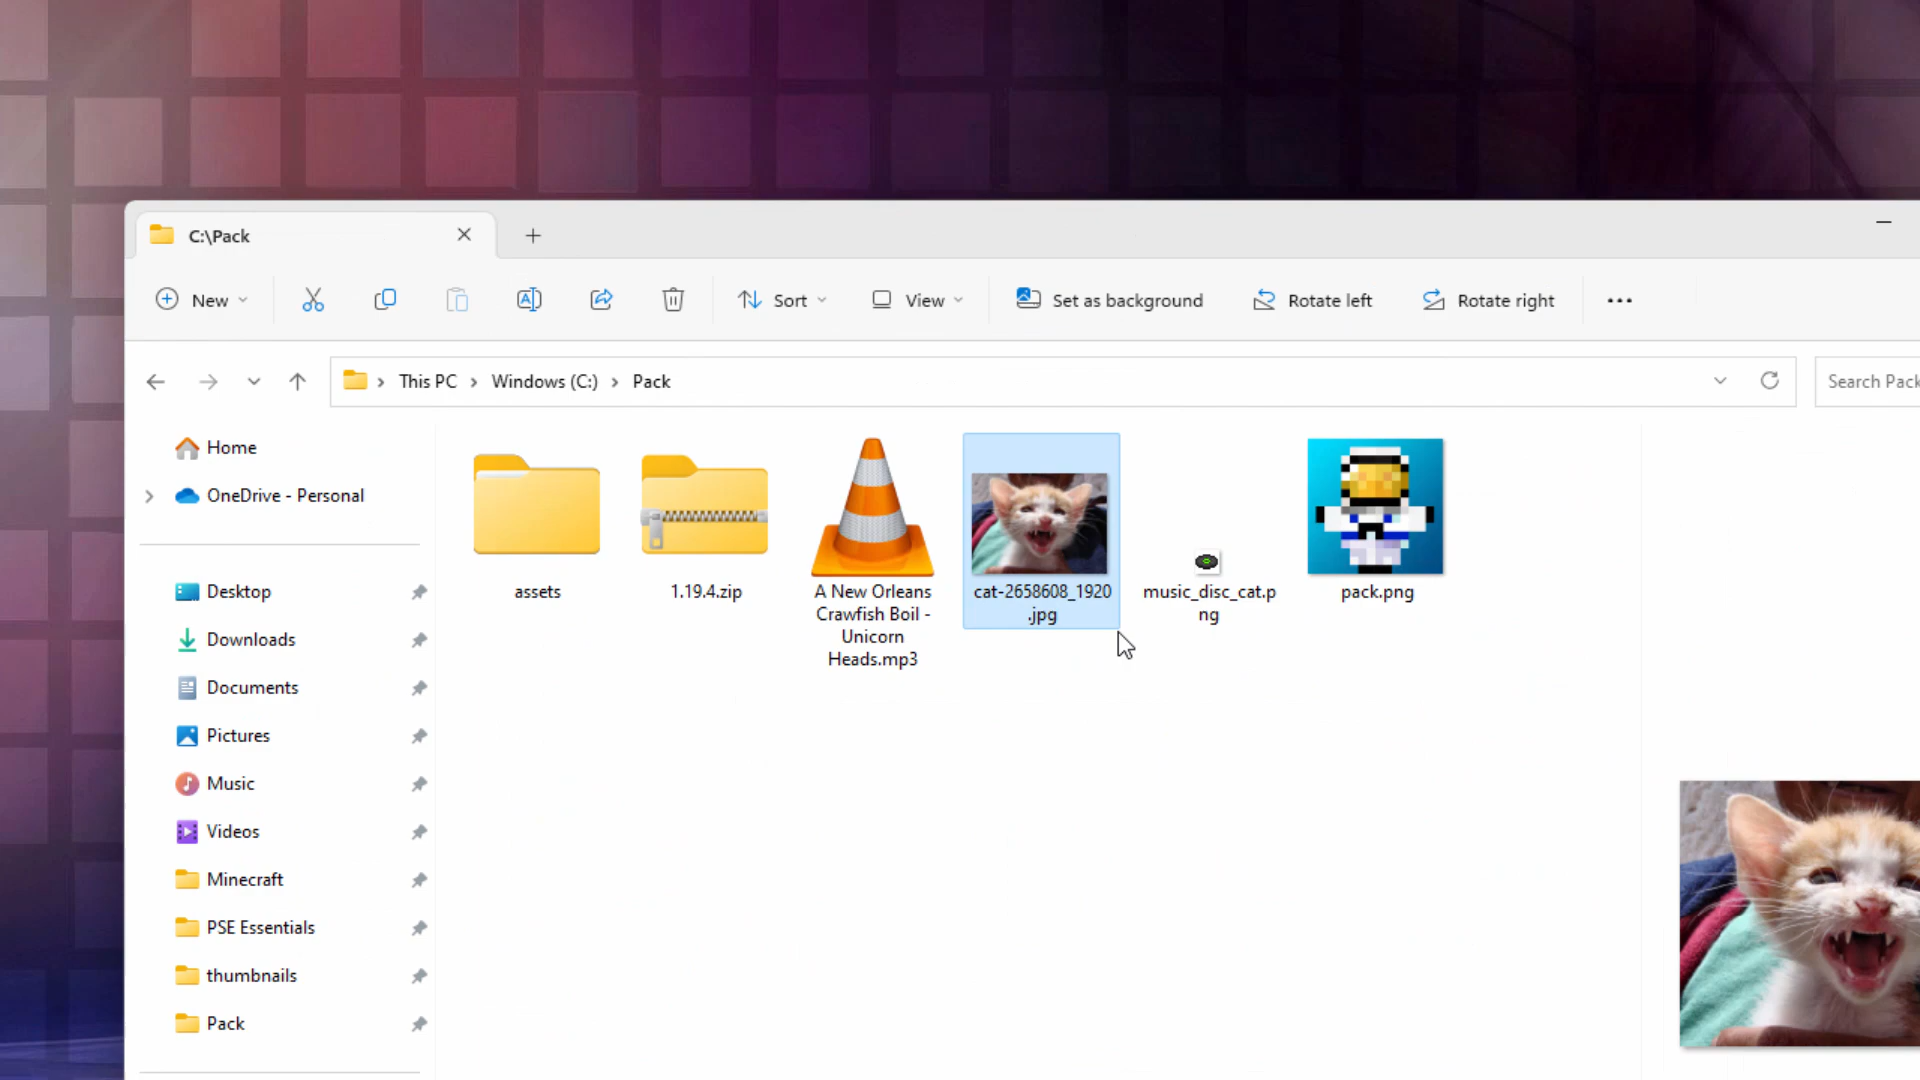 C:\Pack
New
Sort
View
Set as background
Rotate left
Rotate right
This PC
Windows (C:)
Pack
Search Pack
Home
OneDrive - Personal
Desktop
Downloads
Documents
Pictures
Music
Videos
Minecraft
PSE Essentials
thumbnails
Pack
assets
1.19.4.zip
A New Orleans
Crawfish Boil -
Unicorn
Heads.mp3
cat-2658608_1920
.jpg
music_disc_cat.p
ng
pack.png